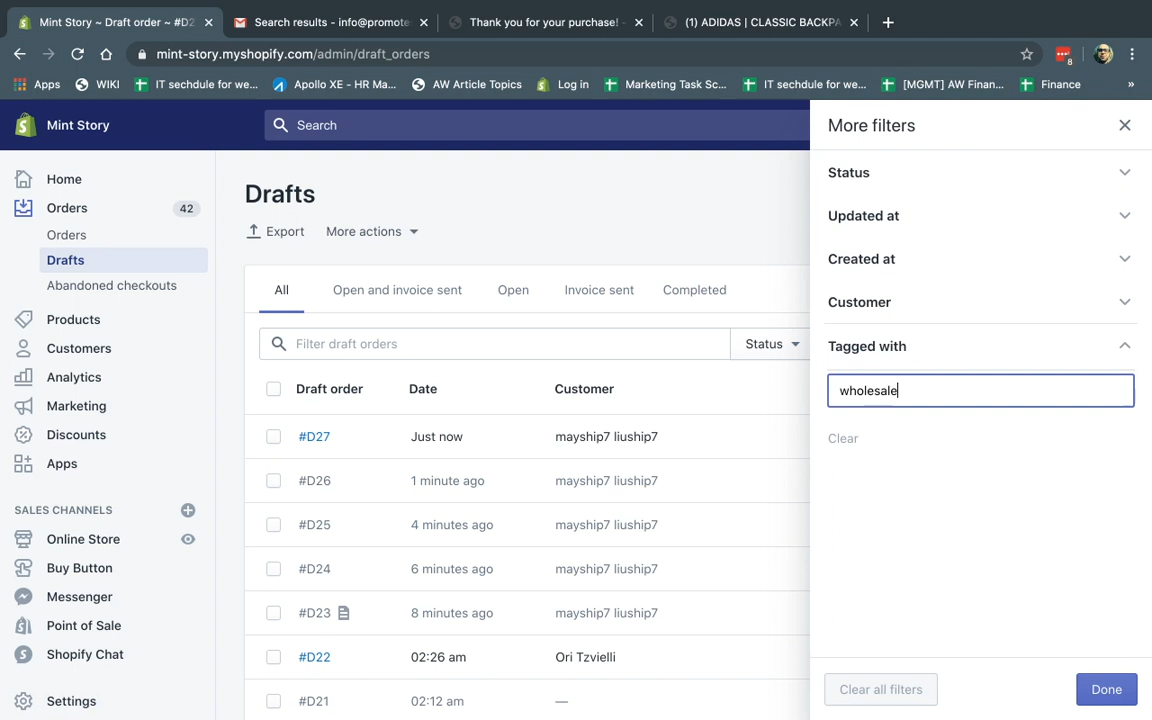 Mint Story ~ Draft order ~ #D2
Search results - info@promote
Thank you for your purchase! -
(1) ADIDAS | CLASSIC BACKPA
mint-story.myshopify.com/admin/draft_orders
8
Apps
WIKI
IT sechdule for we...
Apollo XE - HR Ma...
AW Article Topics
Log in
Marketing Task Sc...
IT sechdule for we...
[MGMT] AW Finan...
Finance
»
Mint Story
Search
More filters
Home
Orders
42
Orders
Drafts
Abandoned checkouts
Products
Customers
Analytics
Marketing
Discounts
Apps
SALES CHANNELS
Online Store
Buy Button
Messenger
Point of Sale
Shopify Chat
Settings
Drafts
Export
More actions
All
Open and invoice sent
Open
Invoice sent
Completed
Filter draft orders
Status
Draft order Date Customer
#D27 Just now mayship7 liuship7
#D26 1 minute ago mayship7 liuship7
#D25 4 minutes ago mayship7 liuship7
#D24 6 minutes ago mayship7 liuship7
#D23 8 minutes ago mayship7 liuship7
#D22 02:26 am Ori Tzvielli
#D21 02:12 am —
Status
Updated at
Created at
Customer
Tagged with
wholesale
Clear
Clear all filters
Done